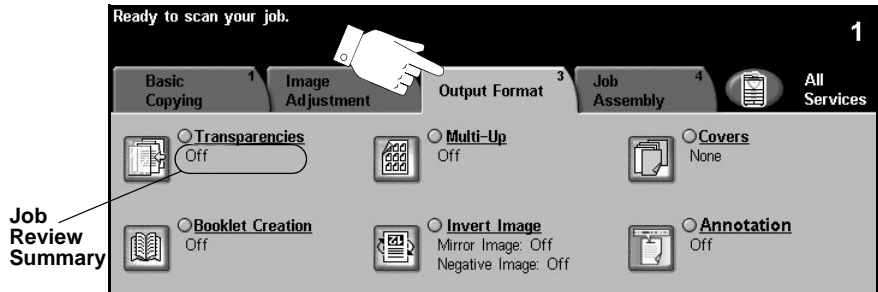 Ready to scan your job.
1
Basic Copying 1
Image Adjustment
Output Format 3
Job Assembly 4
All Services
Transparencies
Off
Multi-Up
Off
Covers
None
Job Review Summary
Booklet Creation
Off
Invert Image
Mirror Image: Off
Negative Image: Off
Annotation
Off